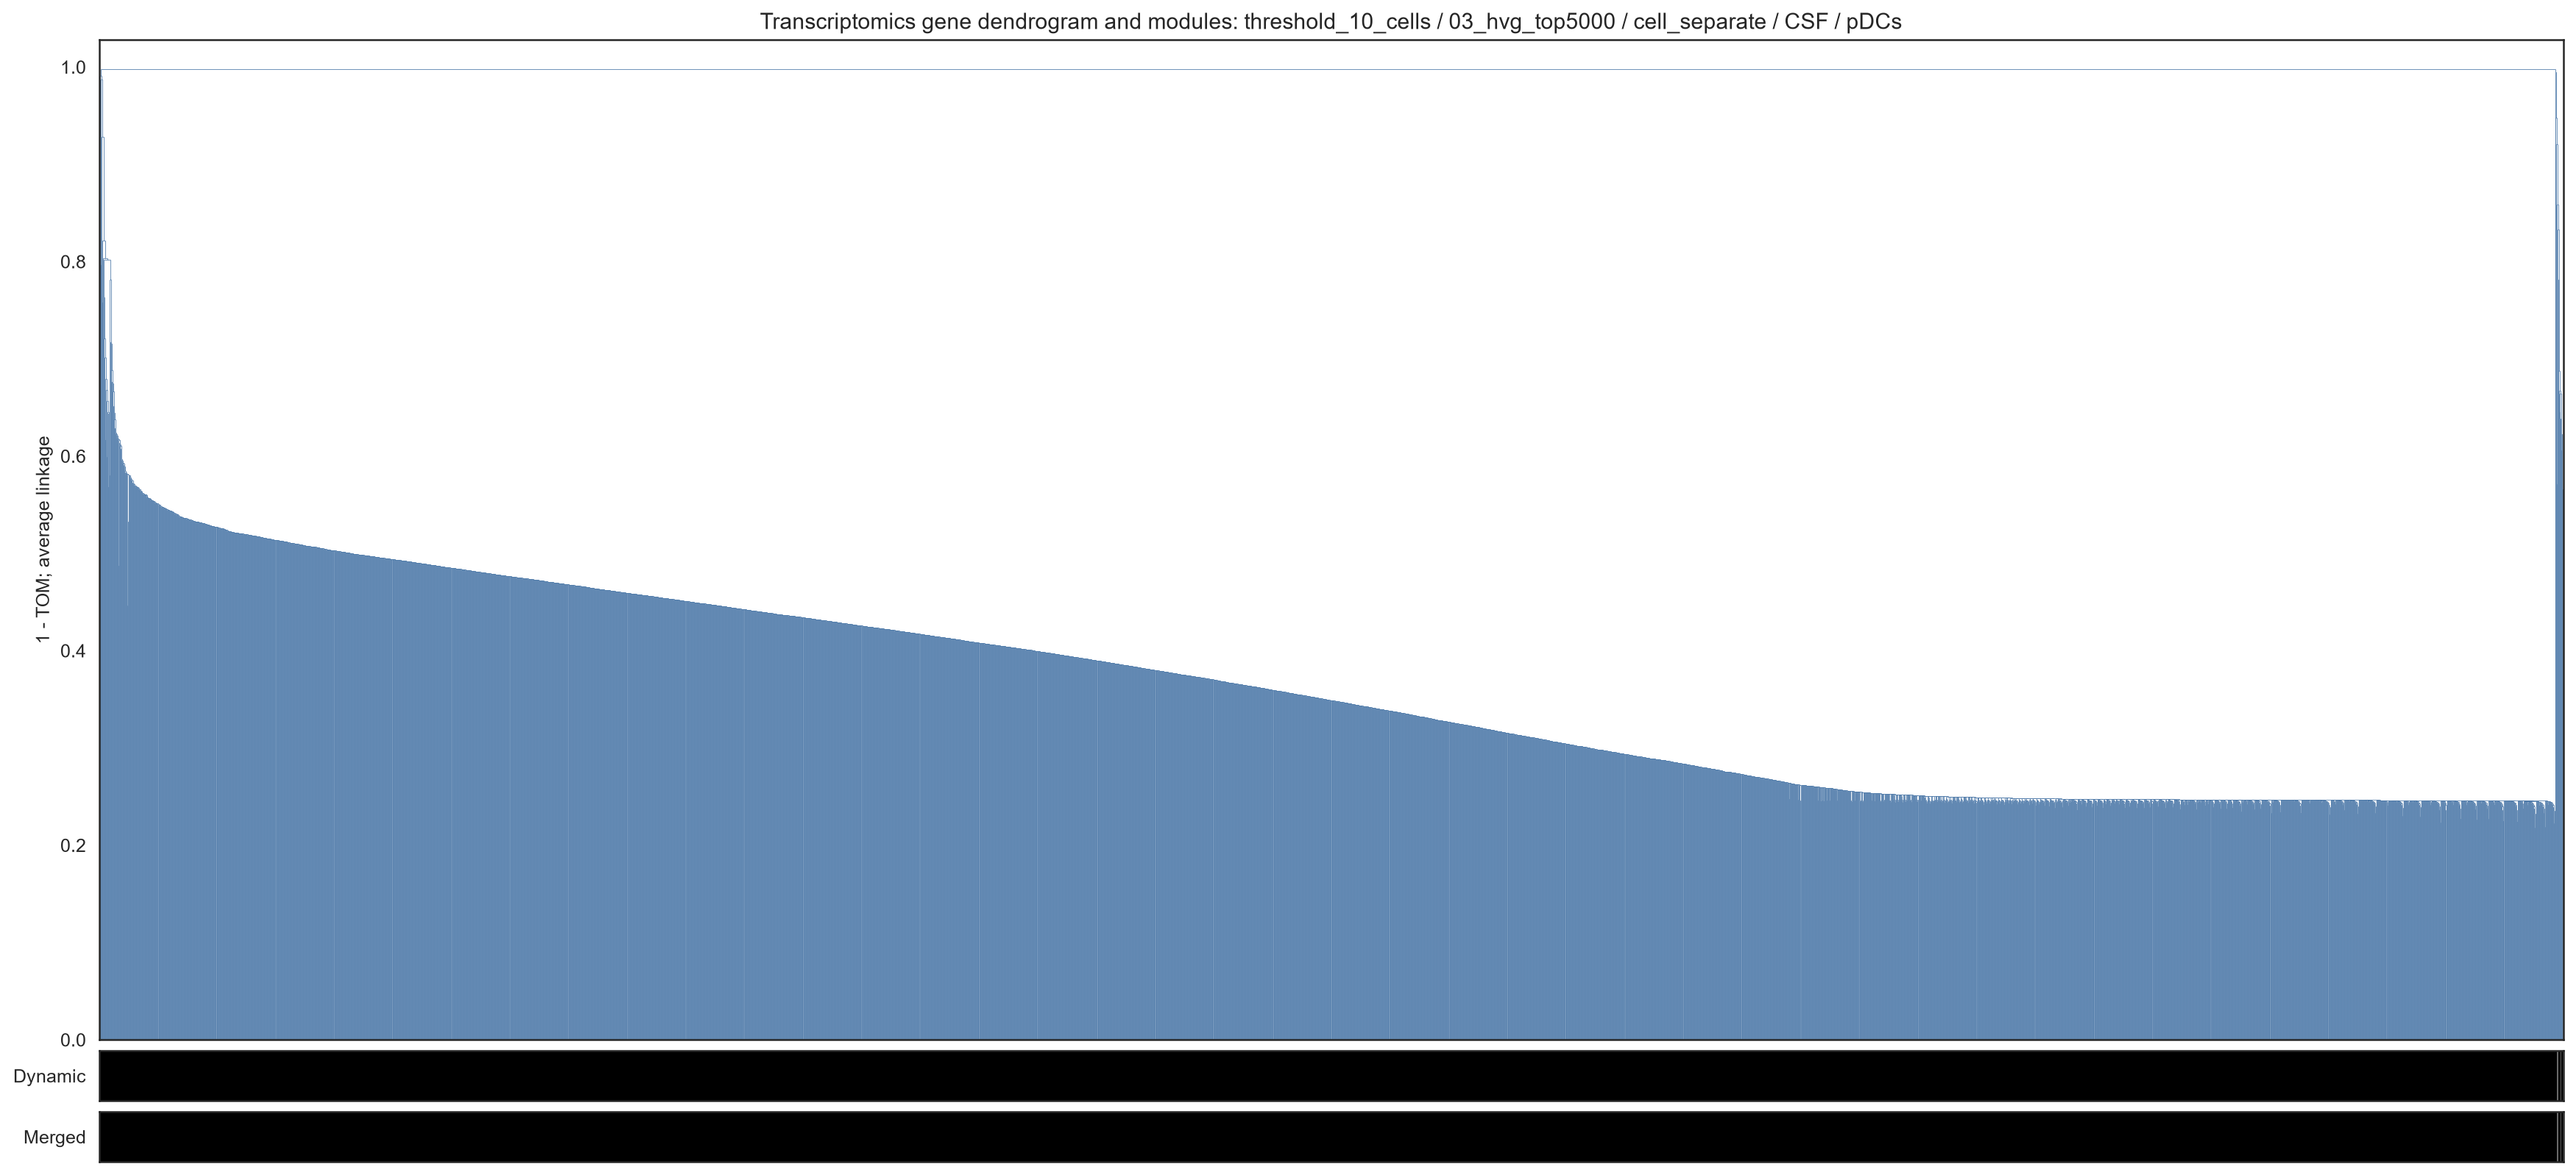 Transcriptomics gene dendrogram and modules: threshold_10_cells / 03_hvg_top5000 / cell_separate / CSF / pDCs
1.0
0.8
0.6
0.4
0.2
0.0
1 - TOM; average linkage
Dynamic
Merged